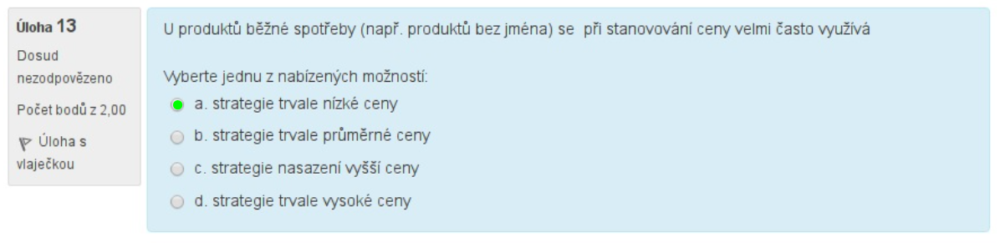 Úloha 13
Dosud
nezodpovězeno
Počet bodů z 2,00
Úloha s
vlaječkou
U produktů běžné spotřeby (např. produktů bez jména) se  při stanovování ceny velmi často využívá
Vyberte jednu z nabízených možností:
a. strategie trvale nízké ceny
b. strategie trvale průměrné ceny
c. strategie nasazení vyšší ceny
d. strategie trvale vysoké ceny